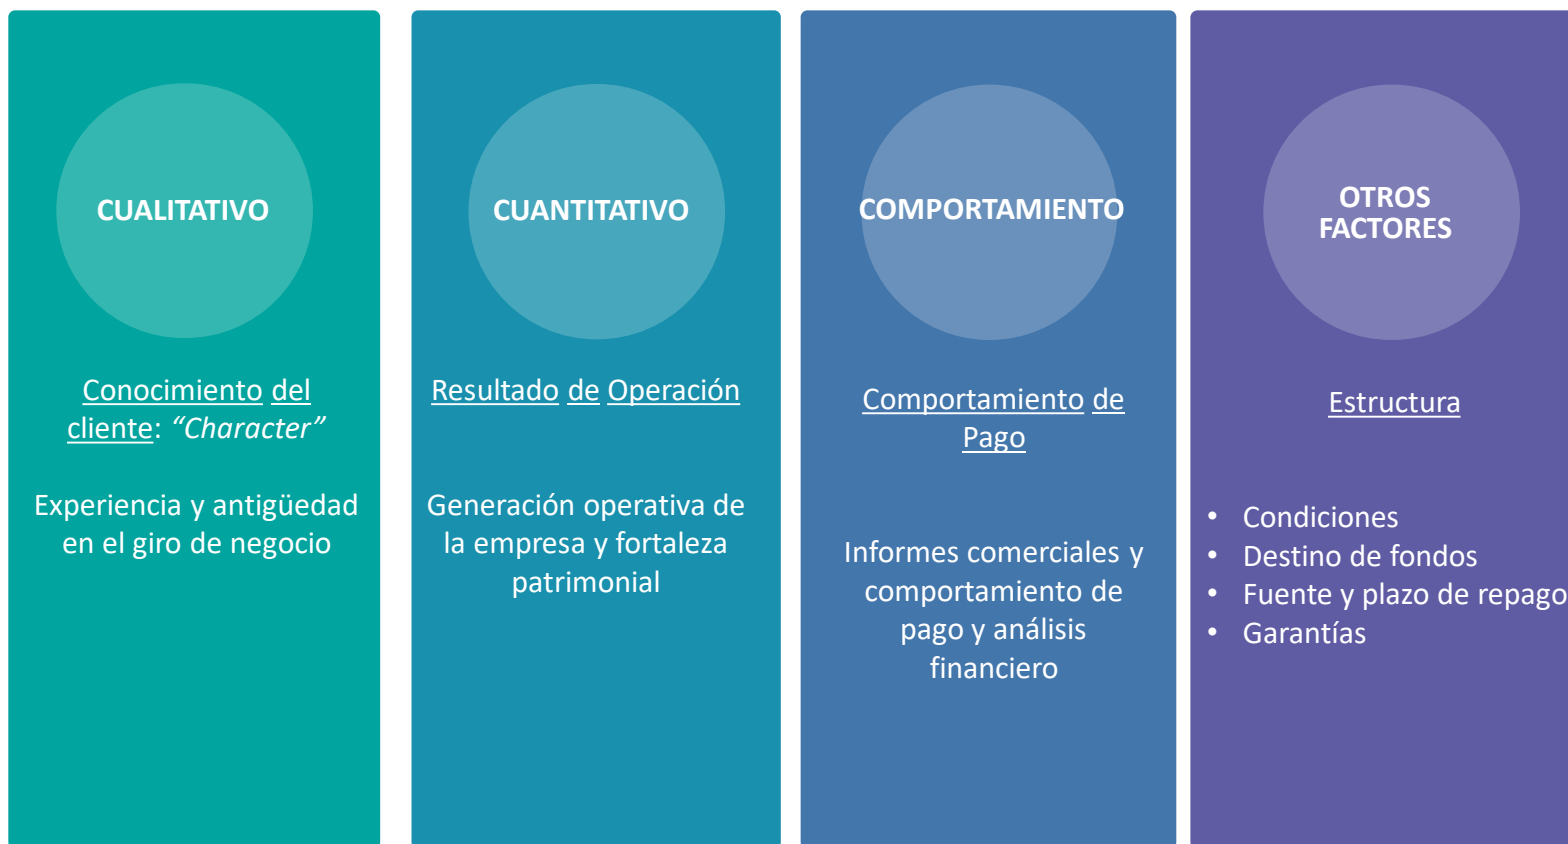 CUALITATIVO
Conocimiento del
cliente: “Character”
Experiencia y antigüedad
en el giro de negocio
CUANTITATIVO
Resultado de Operación
Generación operativa de
la empresa y fortaleza
patrimonial
COMPORTAMIENTO
Comportamiento de
Pago
Informes comerciales y
comportamiento de
pago y análisis
financiero
OTROS
FACTORES
Estructura
• Condiciones
• Destino de fondos
• Fuente y plazo de repago
• Garantías